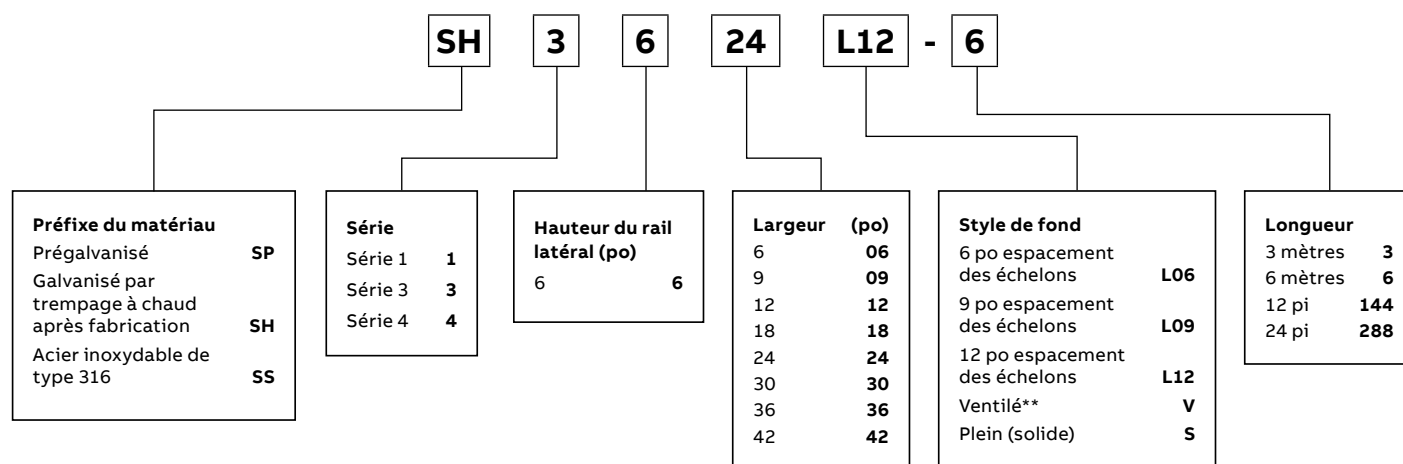 SH 3 6 24 L12 - 6
Préfixe du matériau
Prégalvanisé SP
Galvanisé par
trempage à chaud
après fabrication SH
Acier inoxydable de
type 316 SS
Série
Série 1 1
Série 3 3
Série 4 4
Hauteur du rail
latéral (po)
6 6
Largeur (po)
6 06
9 09
12 12
18 18
24 24
30 30
36 36
42 42
Style de fond
6 po espacement
des échelons L06
9 po espacement
des échelons L09
12 po espacement
des échelons L12
Ventilé** V
Plein (solide) S
Longueur
3 mètres 3
6 mètres 6
12 pi 144
24 pi 288